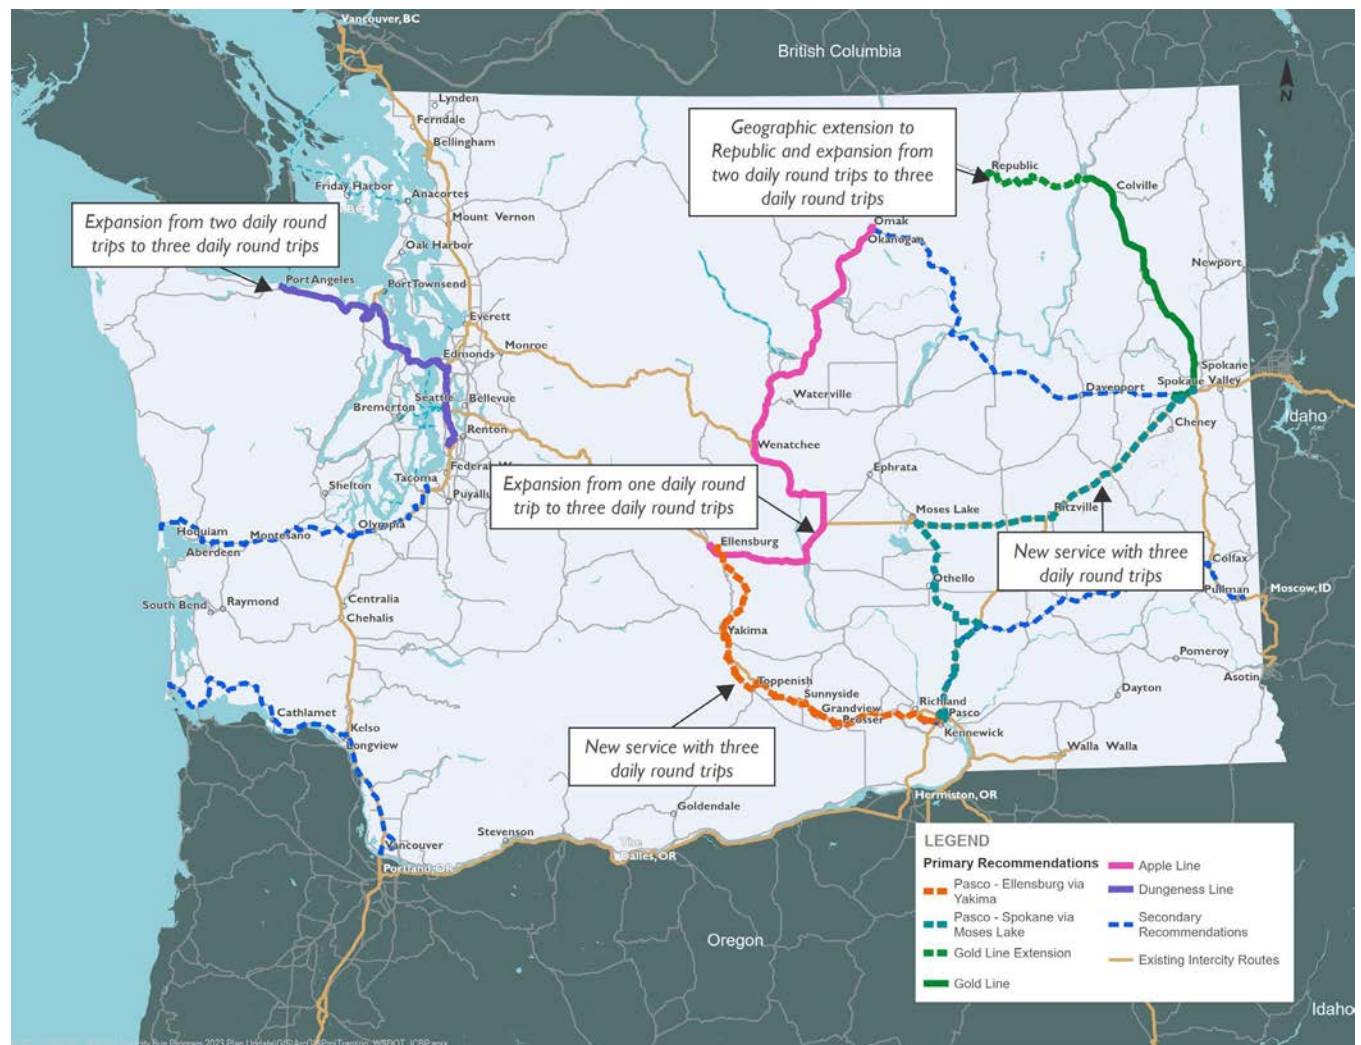 Vancouver, BC
British Columbia
N
Lynden
Ferndale
Bellingham
Geographic extension to
Republic and expansion from
two daily round trips to three
daily round trips
Republic
Colville
Friday Harbor
Anacortes
Expansion from two daily round
trips to three daily round trips
Mount Vernon
Omak
Okanogan
Oak Harbor
Newport
Port Angeles
Port Townsend
Everett
Monroe
Edmonds
Spokane
Spokane Valley
Davenport
Seattle
Bellevue
Waterville
Bremerton
Idaho
Cheney
Renton
Wenatchee
Federal W
Tacoma
Ephrata
Expansion from one daily round
trip to three daily round trips
Shelton
Puyallu
Moses Lake
Ritzville
Olympia
Hoquiam
Montesano
Aberdeen
Ellensburg
New service with three
daily round trips
Colfax
Othello
Pullman
Moscow, ID
Centralia
South Bend
Raymond
Chehalis
Yakima
Pomeroy
Asotin
Toppenish
Dayton
Sunnyside
Richland
Grandview
Pasco
Prosser
Cathlamet
Kelso
Kennewick
Longview
New service with three
daily round trips
Walla Walla
Hermiston, OR
Goldendale
Stevenson
The
Dalles, OR
Vancouver
Portland, OR
Oregon
LEGEND
Primary Recommendations
Pasco - Ellensburg via
Yakima
Pasco - Spokane via
Moses Lake
Gold Line Extension
Gold Line
Apple Line
Dungeness Line
Secondary
Recommendations
Existing Intercity Routes
Idaho